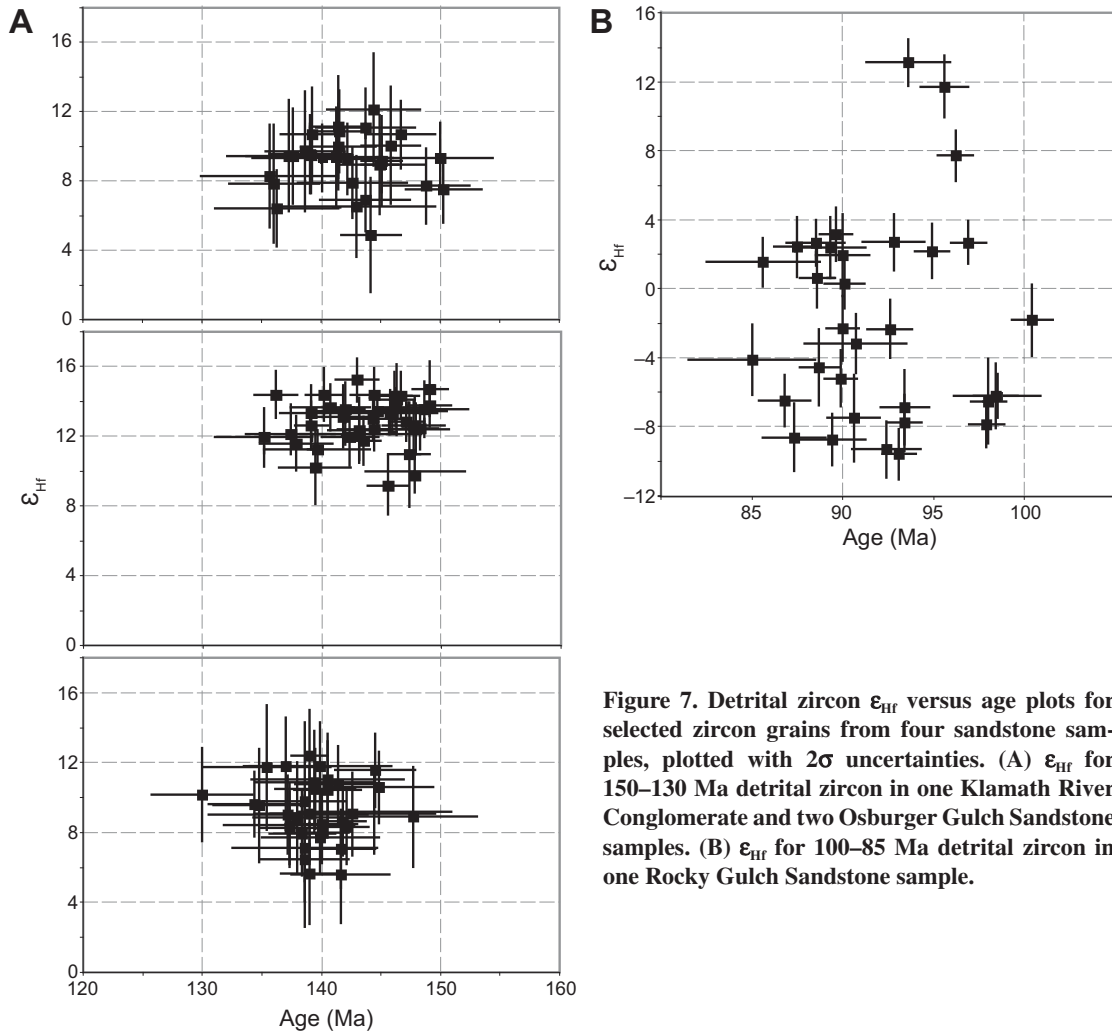 A
16
12
8
4
0
16
12
εHf
8
4
0
16
12
8
4
0
120 130 140 150 160
Age (Ma)
B
16
12
8
4
εHf
0
–4
–8
–12
85 90 95 100
Age (Ma)
Figure 7. Detrital zircon εHf versus age plots for
selected zircon grains from four sandstone sam-
ples, plotted with 2σ uncertainties. (A) εHf for
150–130 Ma detrital zircon in one Klamath River
Conglomerate and two Osburger Gulch Sandstone
samples. (B) εHf for 100–85 Ma detrital zircon in
one Rocky Gulch Sandstone sample.